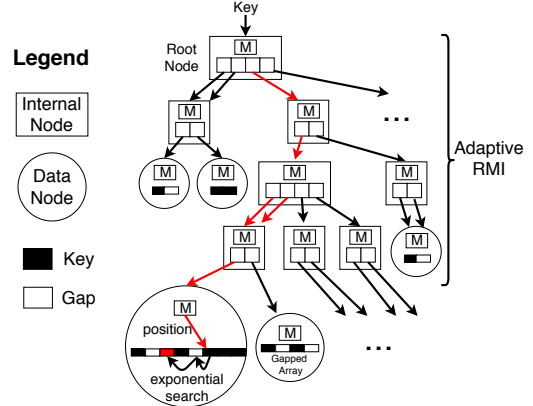 Key
Root
Node
M
Legend
Internal
Node
M
M
...
Adaptive
RMI
Data
Node
M
M
M
M
Key
M
M
M
M
Gap
M
position
M
Gapped
Array
...
exponential
search